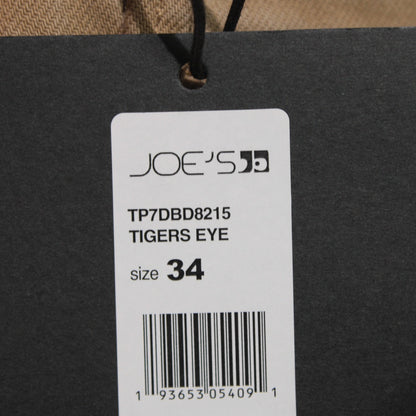 JOE'S
TP7DBD8215
TIGERS EYE
size 34
1 93653 05409 1